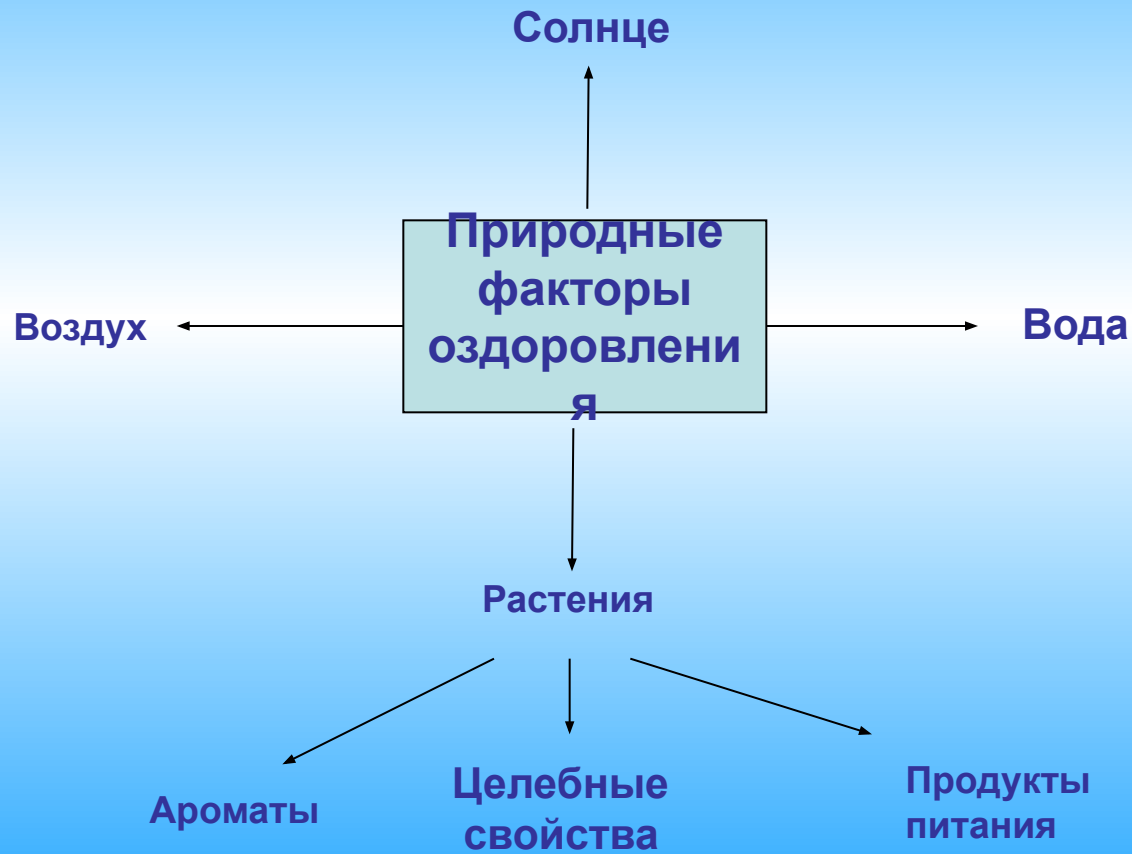 Солнце
Природные
факторы
оздоровлени
я
Воздух
Вода
Растения
Ароматы
Целебные
свойства
Продукты
питания